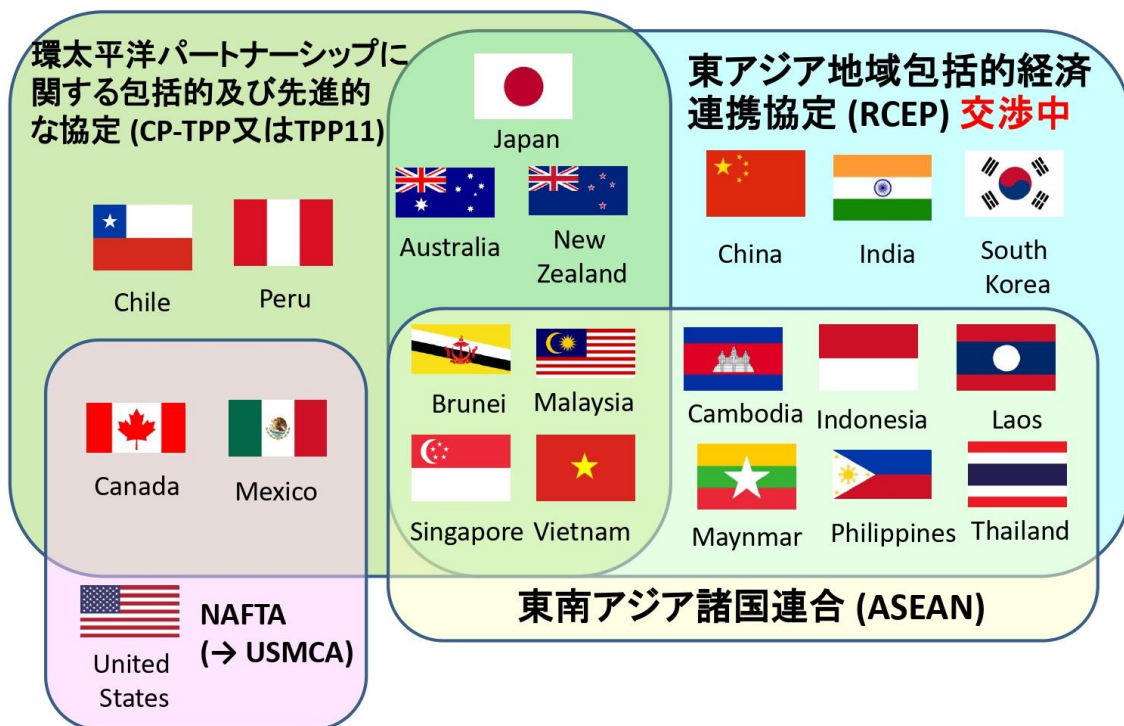 環太平洋パートナーシップに
関する包括的及び先進的
な協定 (CP-TPP又はTPP11)
東アジア地域包括的経済
連携協定 (RCEP) 交渉中
Japan
Australia
New
Zealand
China
India
South
Korea
Chile
Peru
Brunei
Malaysia
Cambodia
Indonesia
Laos
Canada
Mexico
Singapore
Vietnam
Maynmar
Philippines
Thailand
United
States
NAFTA
(→ USMCA)
東南アジア諸国連合 (ASEAN)